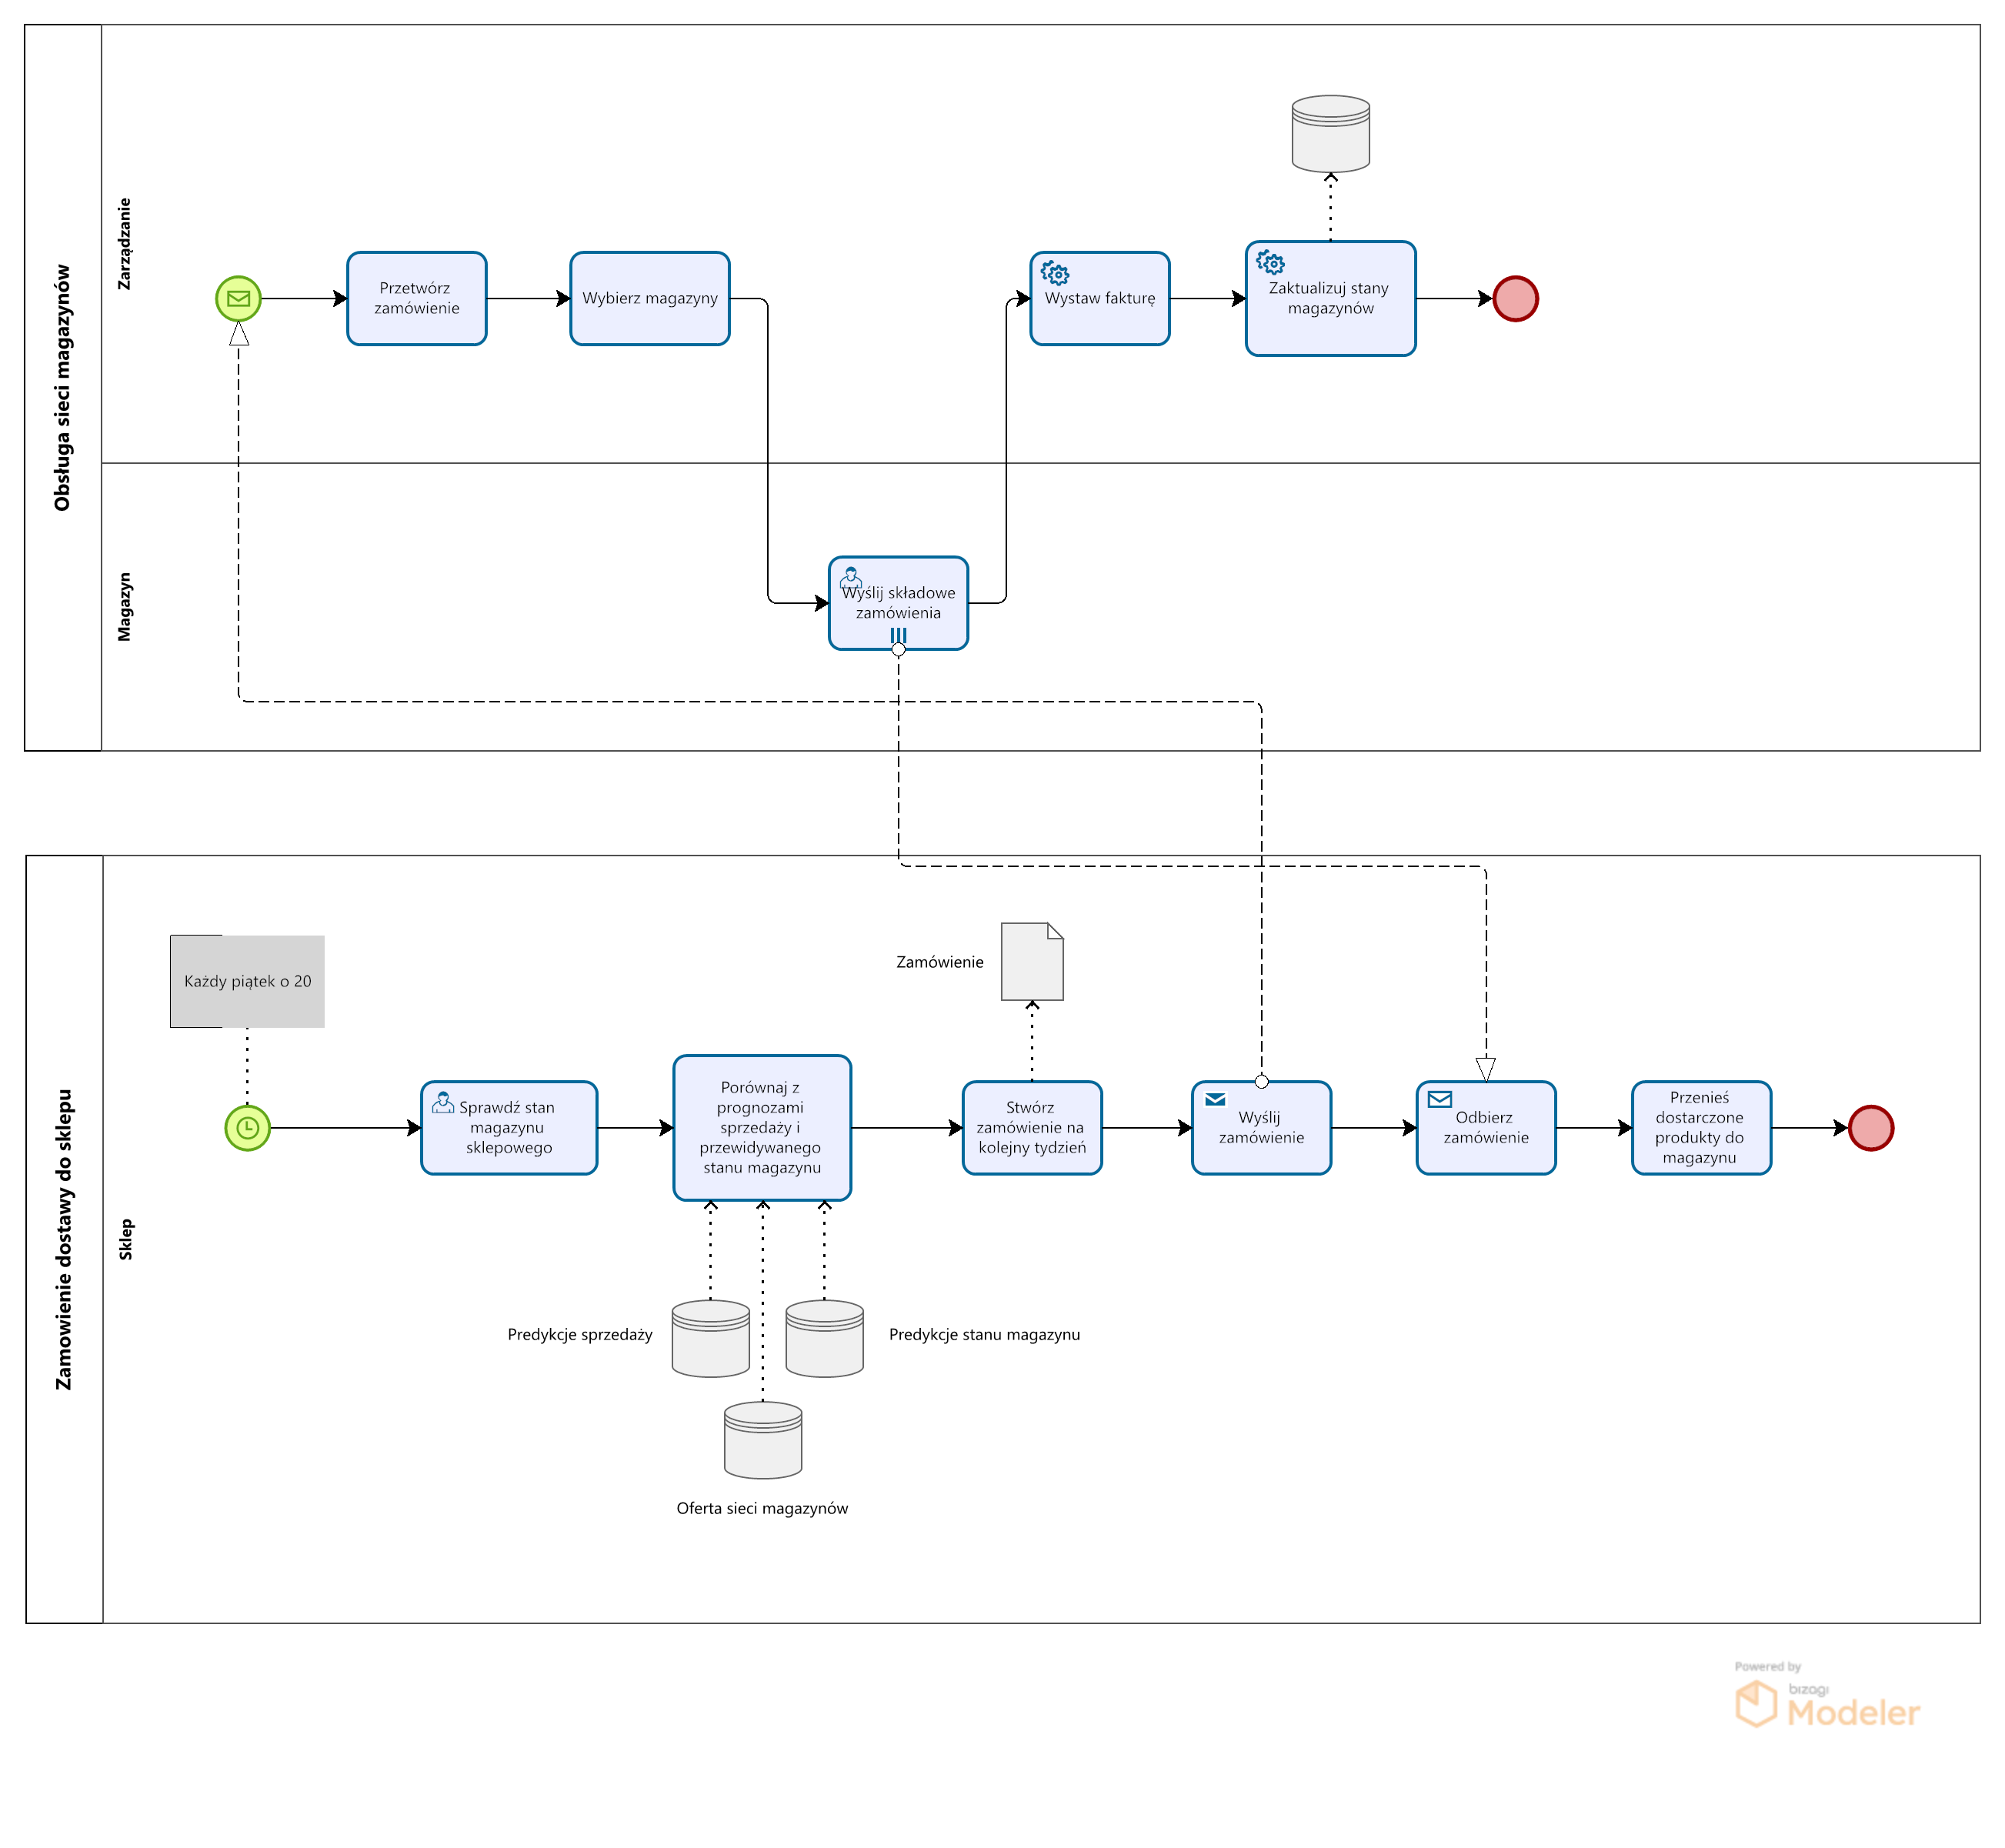 Obsługa sieci magazynów
Zarządzanie
Przetwórz
zamówienie
Wybierz magazyny
Wystaw fakturę
Zaktualizuj stany
magazynów
Magazyn
Wyślij składowe
zamówienia
Zamowienie dostawy do sklepu
Sklep
Każdy piątek o 20
Zamówienie
Sprawdź stan
magazynu
sklepowego
Porównaj z
prognozami
sprzedaży i
przewidywanego
stanu magazynu
Stwórz
zamówienie na
kolejny tydzień
Wyślij
zamówienie
Odbierz
zamówienie
Przenieś
dostarczone
produkty do
magazynu
Predykcje sprzedaży
Predykcje stanu magazynu
Oferta sieci magazynów
Powered by
bizagi
Modeler